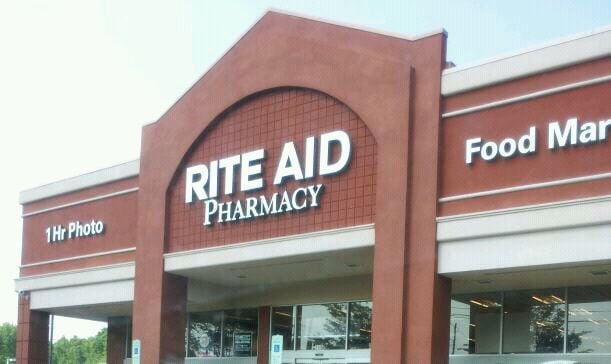 RITE AID
PHARMACY
1 Hr Photo
Food Mar